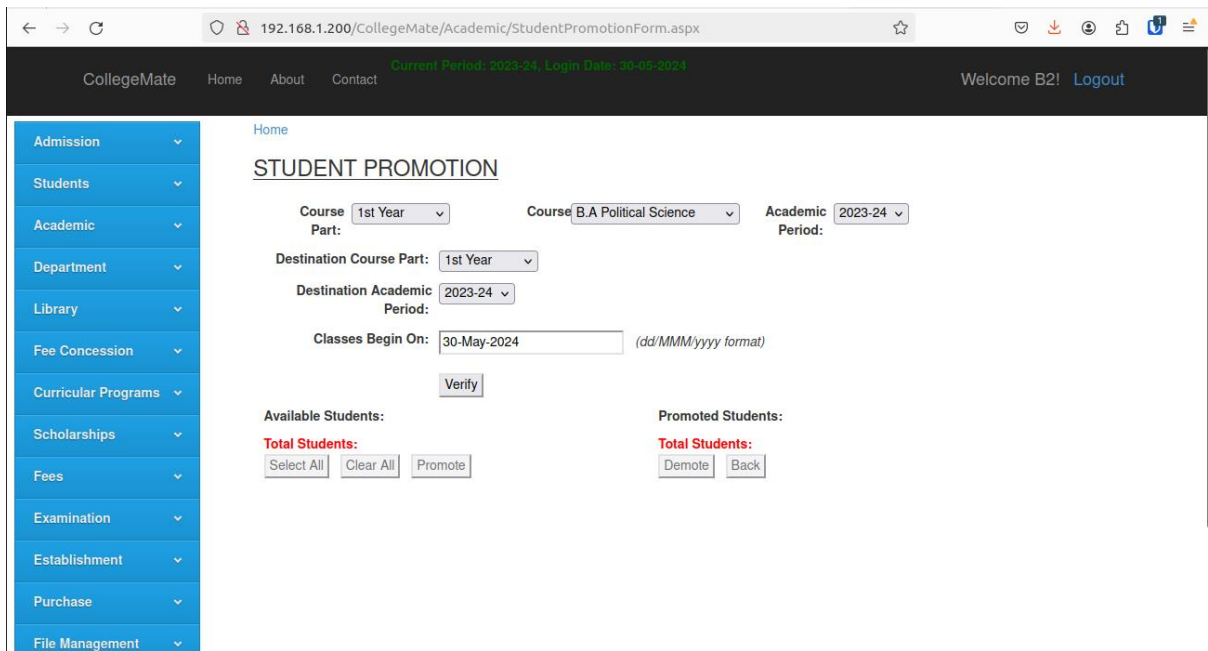 192.168.1.200/CollegeMate/Academic/StudentPromotionForm.aspx
1
CollegeMate Home About Contact Current Period: 2023-24, Login Date: 30-05-2024 Welcome B2! Logout
Admission
Students
Academic
Department
Library
Fee Concession
Curricular Programs
Scholarships
Fees
Examination
Establishment
Purchase
File Management
Home
STUDENT PROMOTION
Course Part: 1st Year Course B.A Political Science Academic Period: 2023-24
Destination Course Part: 1st Year
Destination Academic Period: 2023-24
Classes Begin On: 30-May-2024 (dd/MMM/yyyy format)
Verify
Available Students: Promoted Students:
Total Students: Total Students:
Select All Clear All Promote Demote Back